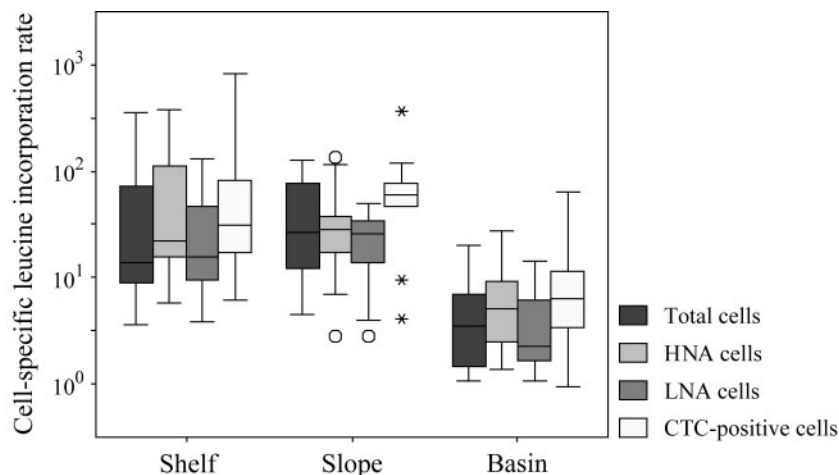 Cell-specific leucine incorporation rate
10³
10²
10¹
10⁰
Shelf Slope Basin
Total cells
HNA cells
LNA cells
CTC-positive cells